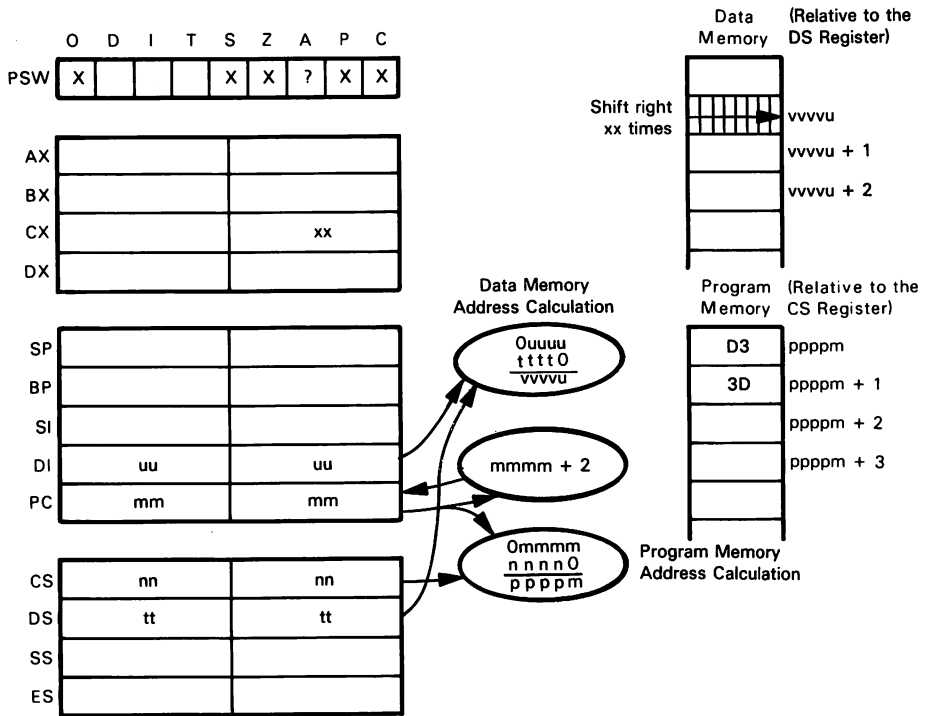 O D I T S Z A P C
PSW X X X ? X X
AX
BX
CX xx
DX
SP
BP
SI
DI uu uu
PC mm mm
CS nn nn
DS tt tt
SS
ES
Data Memory
Address Calculation
0uuuu
tttt0
vvvvu
mmmm + 2
0mmmm
nnnn0
ppppm
Program Memory
Address Calculation
Data
Memory
(Relative to the
DS Register)
Shift right
xx times
vvvvu
vvvvu + 1
vvvvu + 2
Program
Memory
(Relative to the
CS Register)
D3 ppppm
3D ppppm + 1
ppppm + 2
ppppm + 3